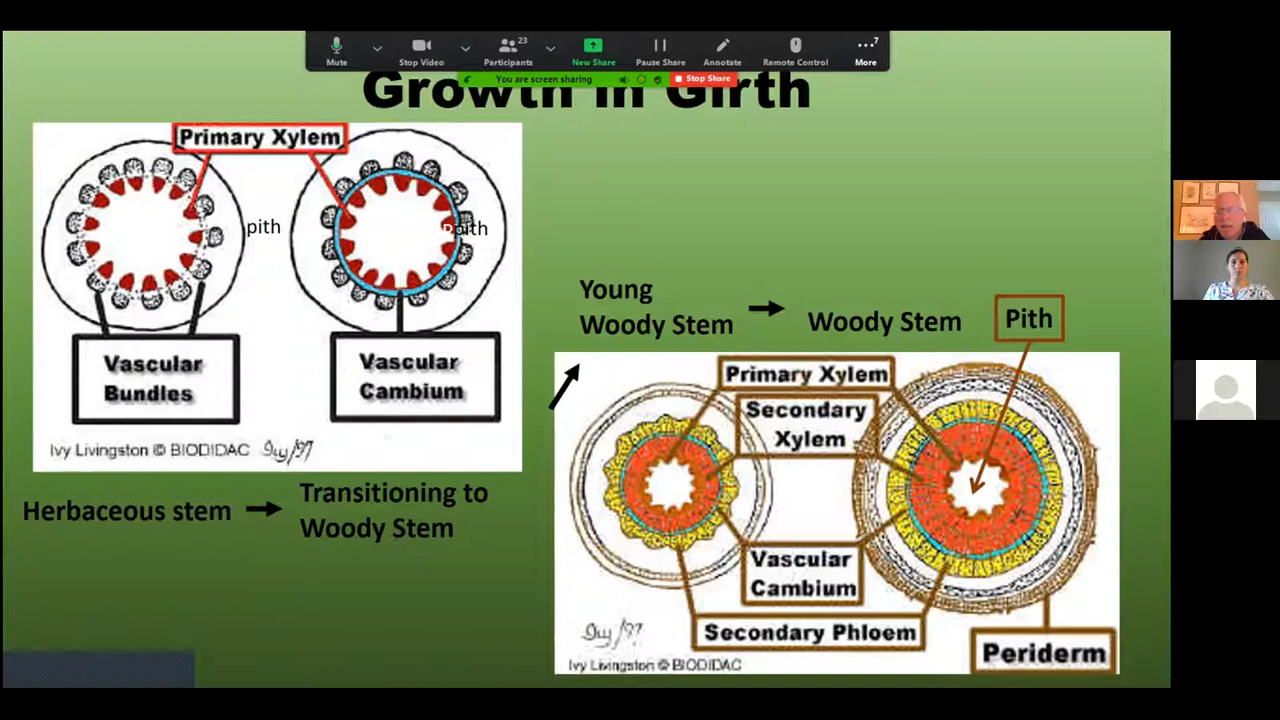 23
7
Mute
Stop Video
Participants
New Share
Pause Share
Annotate
Remote Control
More
You are screen sharing
Stop Share
Growth in Girth
Primary Xylem
pith
Pith
Vascular
Bundles
Vascular
Cambium
Ivy Livingston © BIODIDAC
Herbaceous stem
Transitioning to
Woody Stem
Young
Woody Stem
Woody Stem
Pith
Primary Xylem
Secondary
Xylem
Vascular
Cambium
Secondary Phloem
Periderm
Ivy Livingston © BIODIDAC